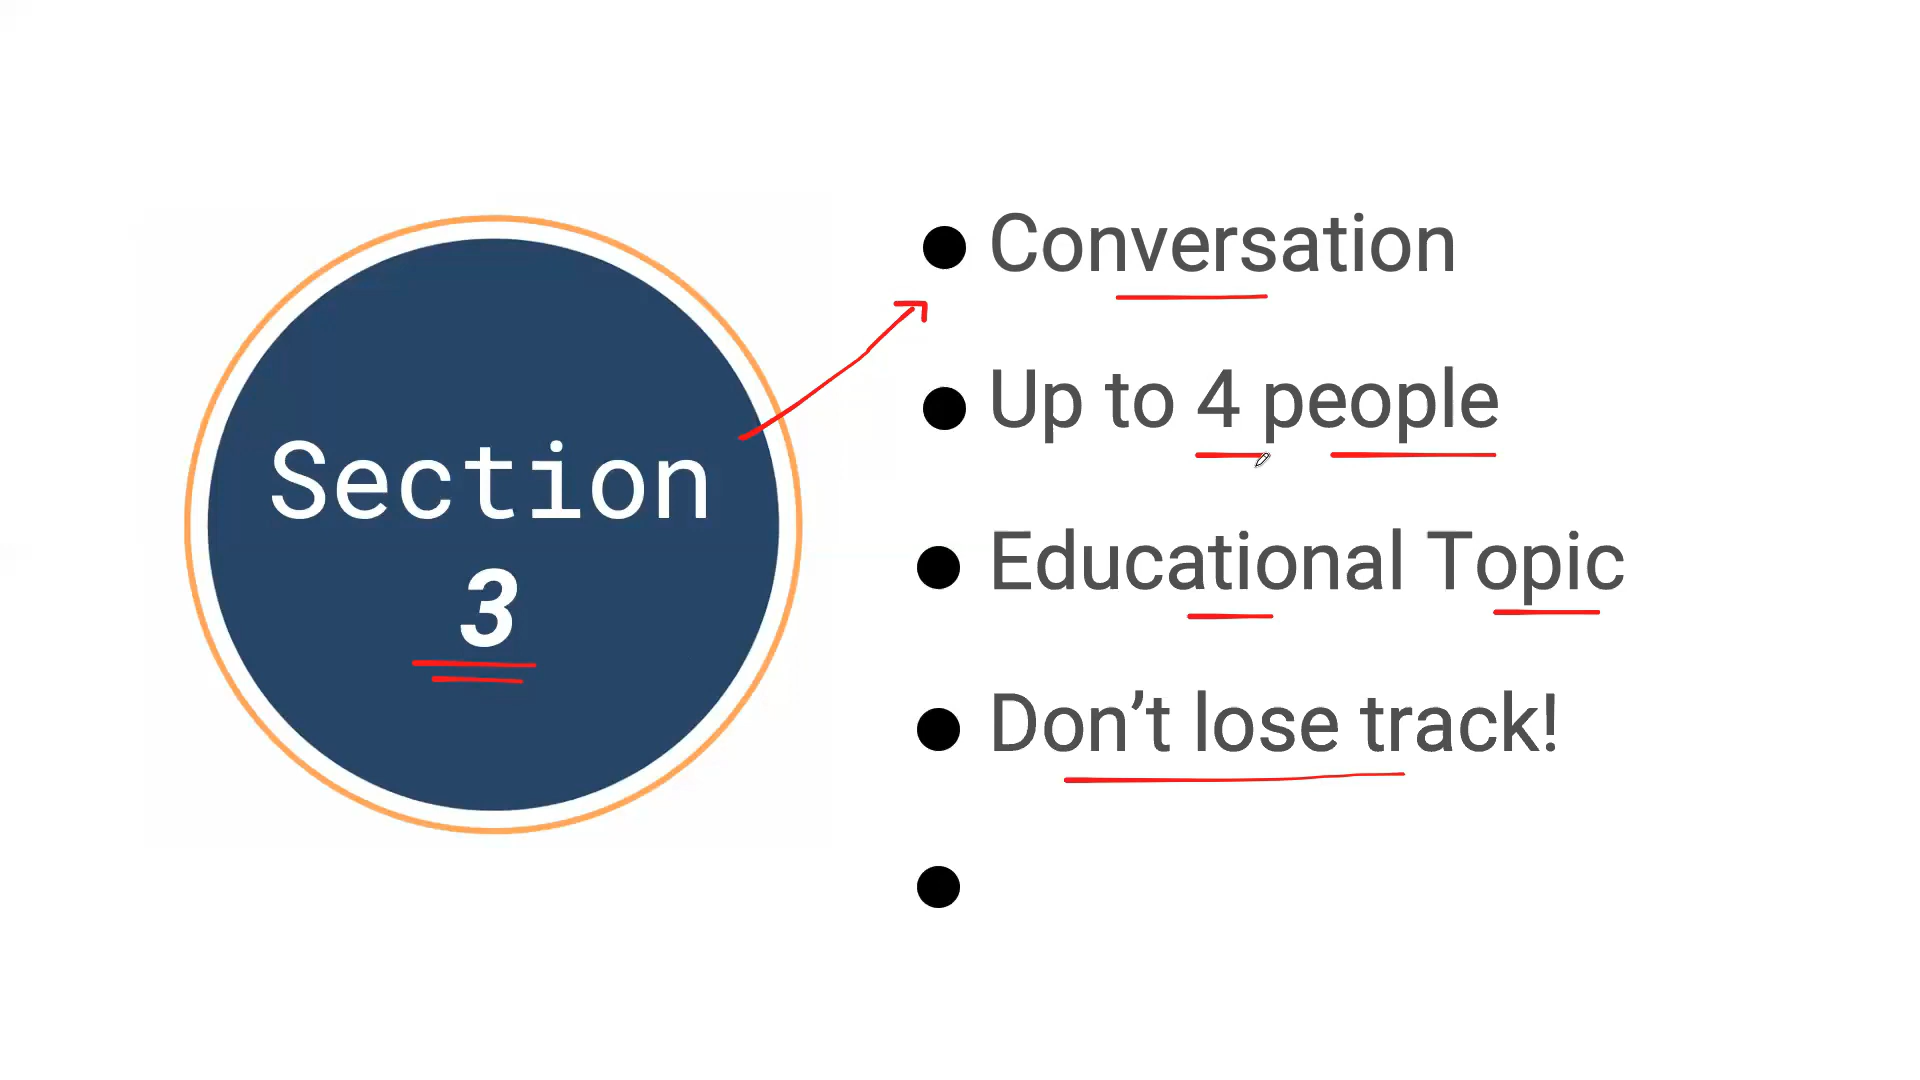 Section
3
Conversation
Up to 4 people
Educational Topic
Don’t lose track!